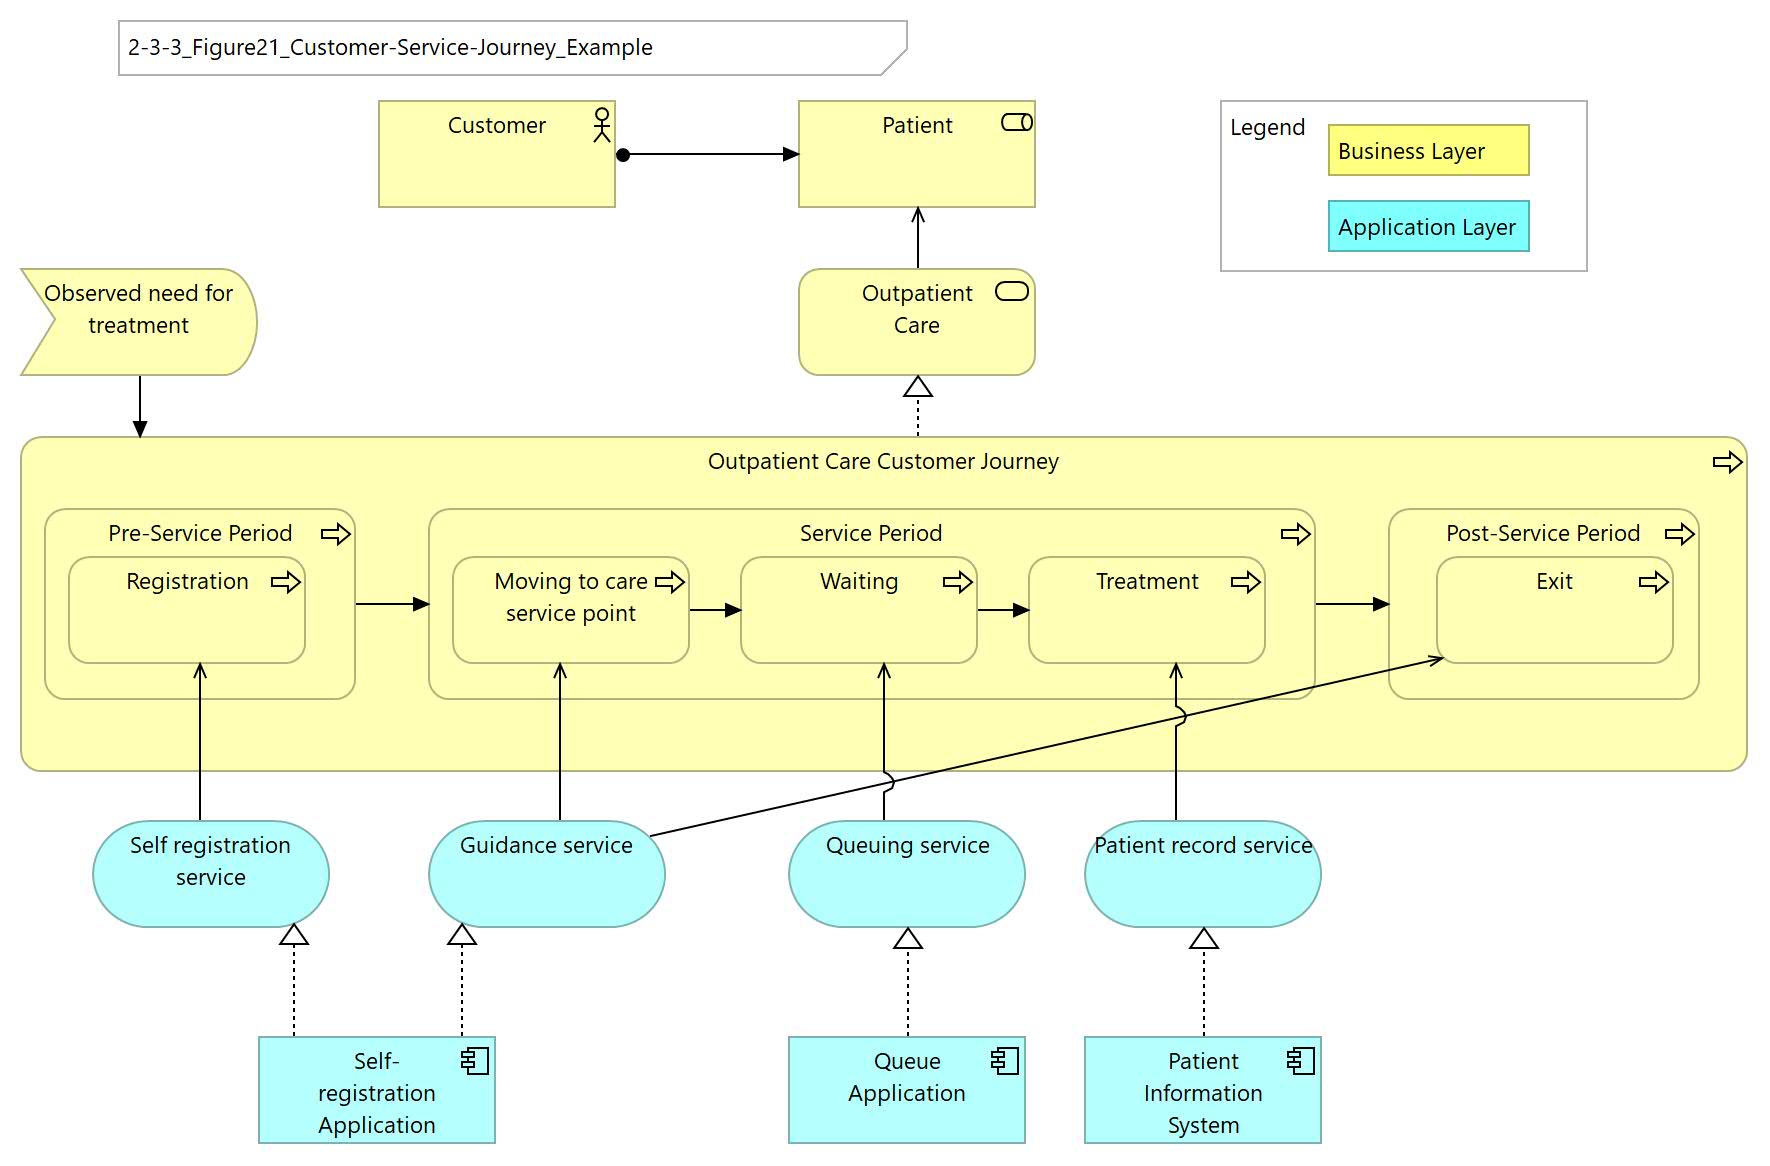 2-3-3_Figure21_Customer-Service-Journey_Example
Customer
Patient
Legend
Business Layer
Application Layer
Observed need for
treatment
Outpatient
Care
Outpatient Care Customer Journey
Pre-Service Period
Service Period
Post-Service Period
Registration
Moving to care
service point
Waiting
Treatment
Exit
Self registration
service
Guidance service
Queuing service
Patient record service
Self-
registration
Application
Queue
Application
Patient
Information
System